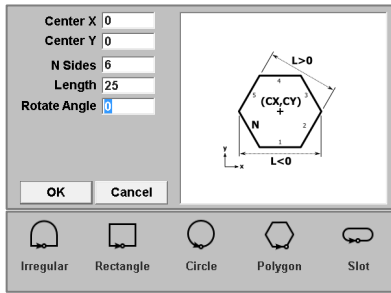 Center X 0
Center Y 0
N Sides 6
Length 25
Rotate Angle 0
L>0
4
5
3
(CX,CY)
+
N
2
1
y
x
L<0
OK Cancel
Irregular Rectangle Circle Polygon Slot